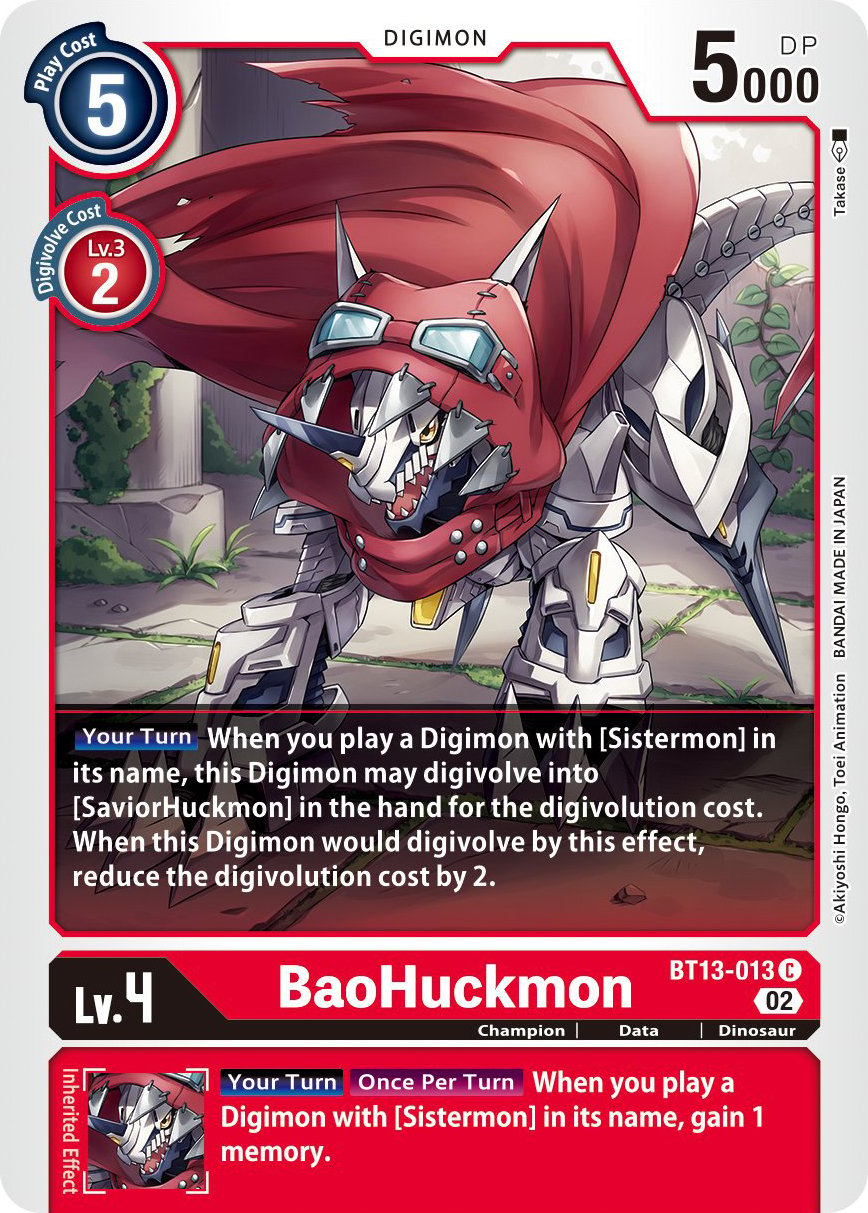 DIGIMON
Play Cost
5
DP
5000
Digivolve Cost
Lv.3
2
Takase
Your Turn When you play a Digimon with [Sistermon] in
its name, this Digimon may digivolve into
[SaviorHuckmon] in the hand for the digivolution cost.
When this Digimon would digivolve by this effect,
reduce the digivolution cost by 2.
©Akiyoshi Hongo, Toei Animation BANDAI MADE IN JAPAN
Lv.4
BaoHuckmon
BT13-013 C
02
Champion | Data | Dinosaur
Inherited Effect
Your Turn Once Per Turn When you play a
Digimon with [Sistermon] in its name, gain 1
memory.